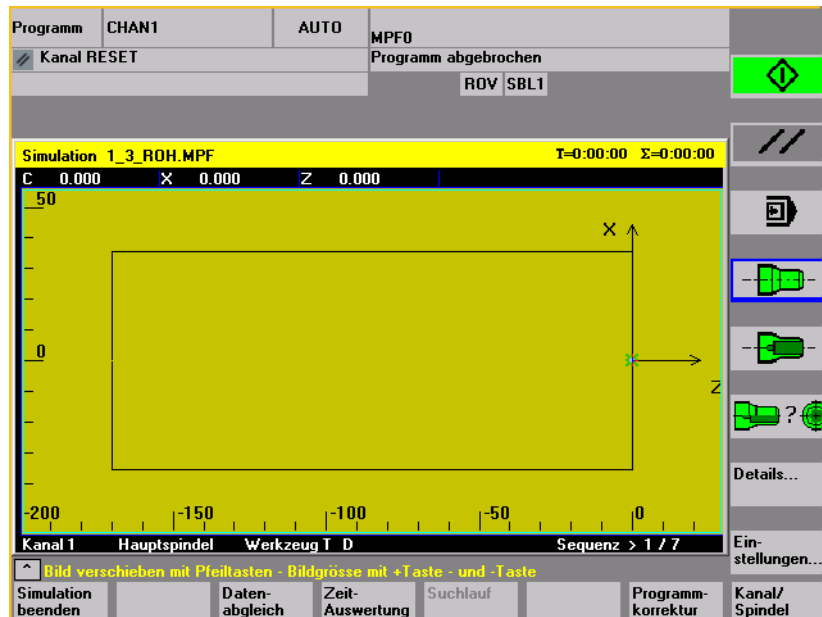 Programm CHAN1 AUTO MPF0
Kanal RESET Programm abgebrochen
ROV SBL1
Simulation 1_3_ROH.MPF T=0:00:00 Σ=0:00:00
C 0.000 X 0.000 Z 0.000
50
X
0
Z
-200 -150 -100 -50 0
Kanal 1 Hauptspindel Werkzeug T D Sequenz > 1 / 7
^ Bild verschieben mit Pfeiltasten - Bildgrösse mit +Taste - und -Taste
?
Details...
Ein-
stellungen...
Simulation
beenden
Daten-
abgleich
Zeit-
Auswertung
Suchlauf
Programm-
korrektur
Kanal/
Spindel